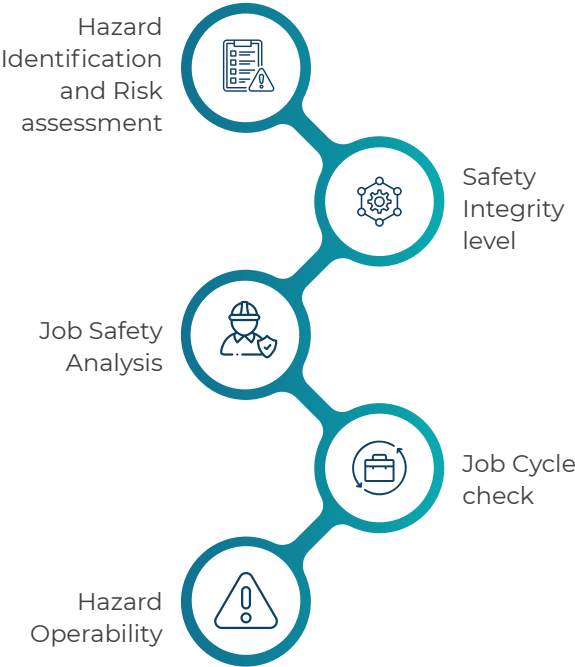 Hazard
Identification
and Risk
assessment
Safety
Integrity
level
Job Safety
Analysis
Job Cycle
check
Hazard
Operability